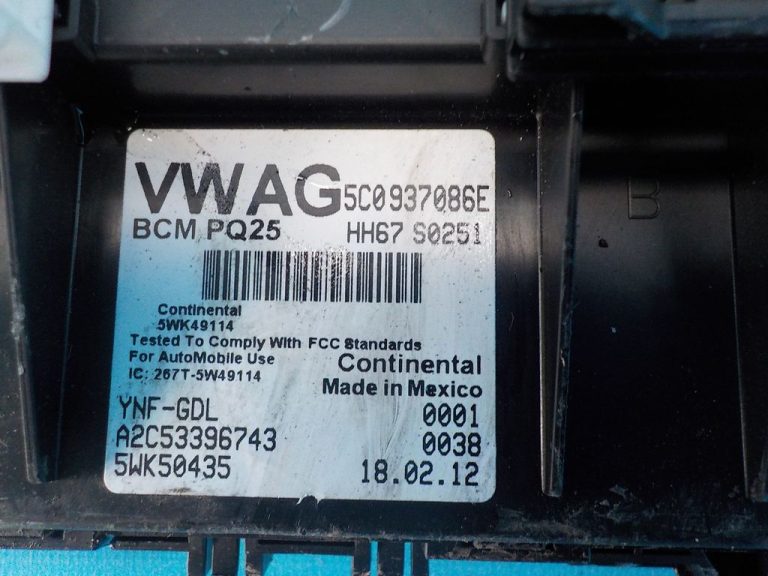 VWAG 5C0937086E
BCM PQ25 HH67 S0251
Continental
5WK49114
Tested To Comply With FCC Standards
For AutoMobile Use
IC: 267T-5W49114
Continental
Made in Mexico
YNF-GDL 0001
A2C53396743 0038
5WK50435 18.02.12
B